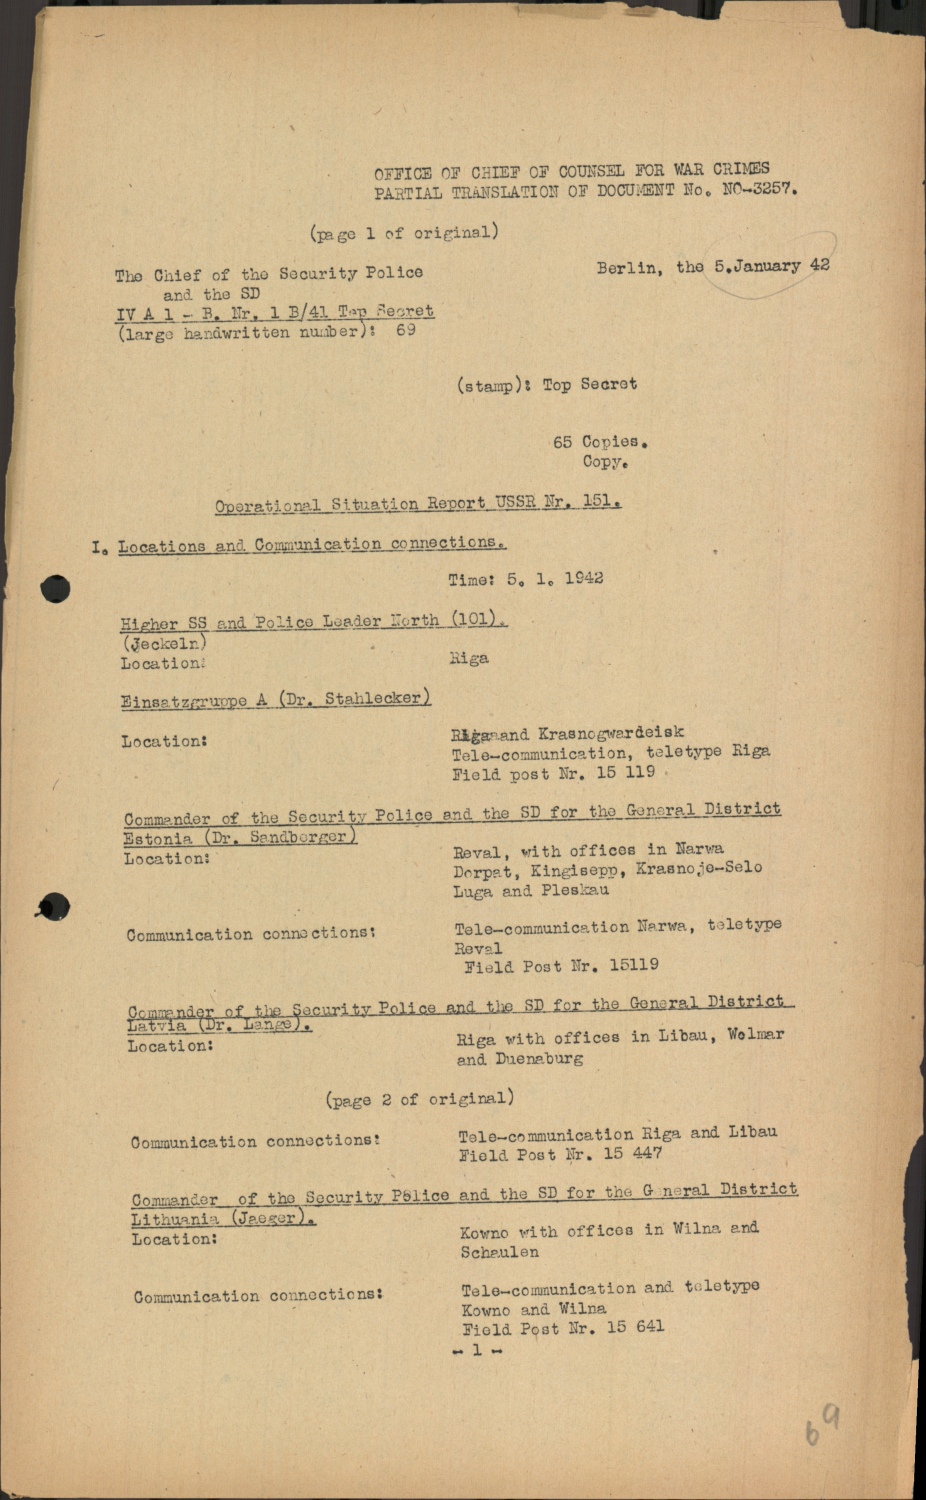 OFFICE OF CHIEF OF COUNSEL FOR WAR CRIMES
PARTIAL TRANSLATION OF DOCUMENT No. NO-3257.
(page 1 of original)
The Chief of the Security Police
Berlin, the 5.January 42
and the SD
IV A 1 - B. Nr. 1 B/41 Top Secret
(large handwritten number): 69
(stamp): Top Secret
65 Copies.
Copy.
Operational Situation Report USSR Nr. 151.
I. Locations and Communication connections.
Time: 5. 1. 1942
Higher SS and Police Leader North (101).
(Jeckeln)
Location: Riga
Einsatzgruppe A (Dr. Stahlecker)
Location: Riga and Krasnogwardeisk
Tele-communication, teletype Riga
Field post Nr. 15 119
Commander of the Security Police and the SD for the General District
Estonia (Dr. Sandberger)
Location: Reval, with offices in Narwa
Dorpat, Kingisepp, Krasnoje-Selo
Luga and Pleskau
Communication connections: Tele-communication Narwa, teletype
Reval
Field Post Nr. 15119
Commander of the Security Police and the SD for the General District
Latvia (Dr. Lange).
Location: Riga with offices in Libau, Wolmar
and Duenaburg
(page 2 of original)
Communication connections: Tele-communication Riga and Libau
Field Post Nr. 15 447
Commander of the Security Police and the SD for the General District
Lithuania (Jaeger).
Location: Kowno with offices in Wilna and
Schaulen
Communication connections: Tele-communication and teletype
Kowno and Wilna
Field Post Nr. 15 641
- 1 -
69